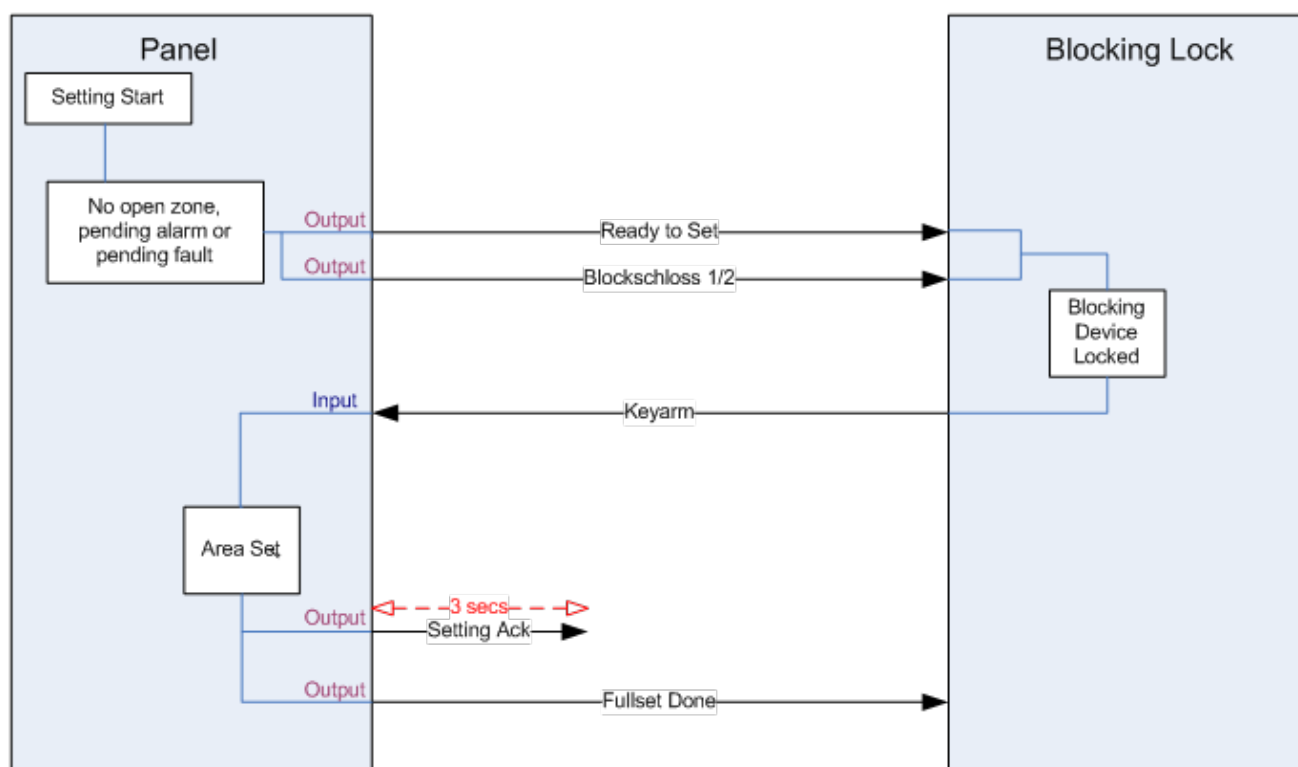 Panel
Blocking Lock
Setting Start
No open zone,
pending alarm or
pending fault
Output
Ready to Set
Output
Blockschloss 1/2
Blocking
Device
Locked
Input
Keyarm
Area Set
3 secs
Output
Setting Ack
Output
Fullset Done